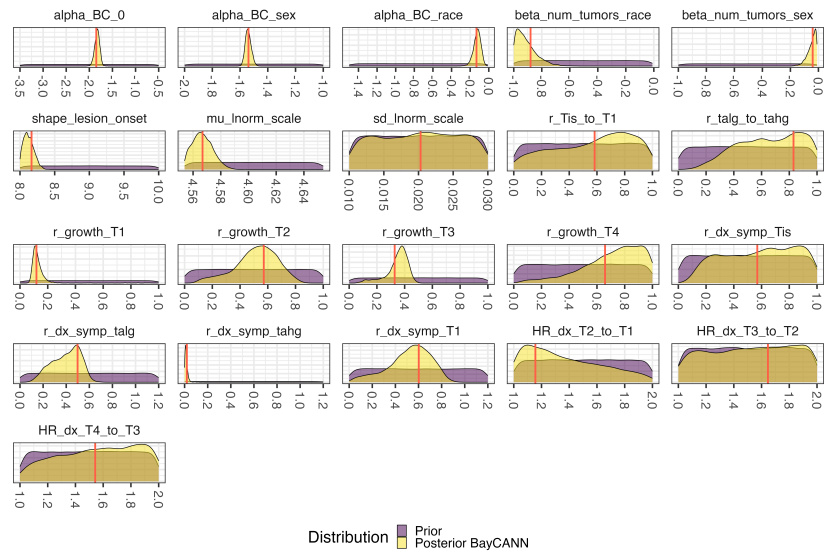 alpha_BC_0 alpha_BC_sex alpha_BC_race beta_num_tumors_race beta_num_tumors_sex
-3.5 -2.5 -1.5 -0.5 -2.0 -1.8 -1.6 -1.4 -1.2 -1.0 -1.4 -1.2 -1.0 -0.8 -0.6 -0.4 -0.2 0.0 -1.0 -0.8 -0.6 -0.4 -0.2 0.0 -1.0 -0.8 -0.6 -0.4 -0.2 0.0
shape_lesion_onset mu_lnorm_scale sd_lnorm_scale r_Tis_to_T1 r_talg_to_tahg
8.0 8.5 9.0 9.5 10.0 4.56 4.58 4.60 4.62 4.64 0.010 0.015 0.020 0.025 0.030 0.0 0.2 0.4 0.6 0.8 1.0 0.0 0.2 0.4 0.6 0.8 1.0
r_growth_T1 r_growth_T2 r_growth_T3 r_growth_T4 r_dx_symp_Tis
0.0 0.2 0.4 0.6 0.8 1.0 1.2 0.0 0.2 0.4 0.6 0.8 1.0 0.0 0.2 0.4 0.6 0.8 1.0 0.0 0.2 0.4 0.6 0.8 1.0 0.0 0.2 0.4 0.6 0.8 1.0
r_dx_symp_talg r_dx_symp_tahg r_dx_symp_T1 HR_dx_T2_to_T1 HR_dx_T3_to_T2
0.0 0.2 0.4 0.6 0.8 1.0 1.2 0.0 0.2 0.4 0.6 0.8 1.0 1.2 0.0 0.2 0.4 0.6 0.8 1.0 1.2 1.0 1.2 1.4 1.6 1.8 2.0 1.0 1.2 1.4 1.6 1.8 2.0
HR_dx_T4_to_T3
1.0 1.2 1.4 1.6 1.8 2.0
Distribution Prior
Posterior BayCANN